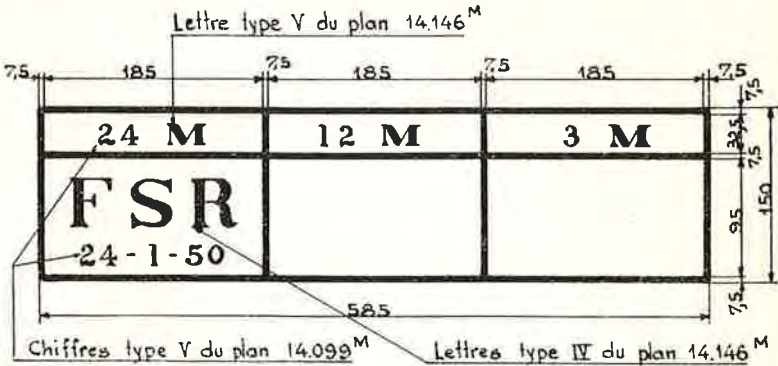 Lettre type V du plan 14.146 M
7,5 185 7,5 185 7,5 185 7,5
7,5
24 M 12 M 3 M
32,5
7,5
150
FSR
95
24-1-50
7,5
585
Chiffres type V du plan 14.099 M
Lettres type IV du plan 14.146 M